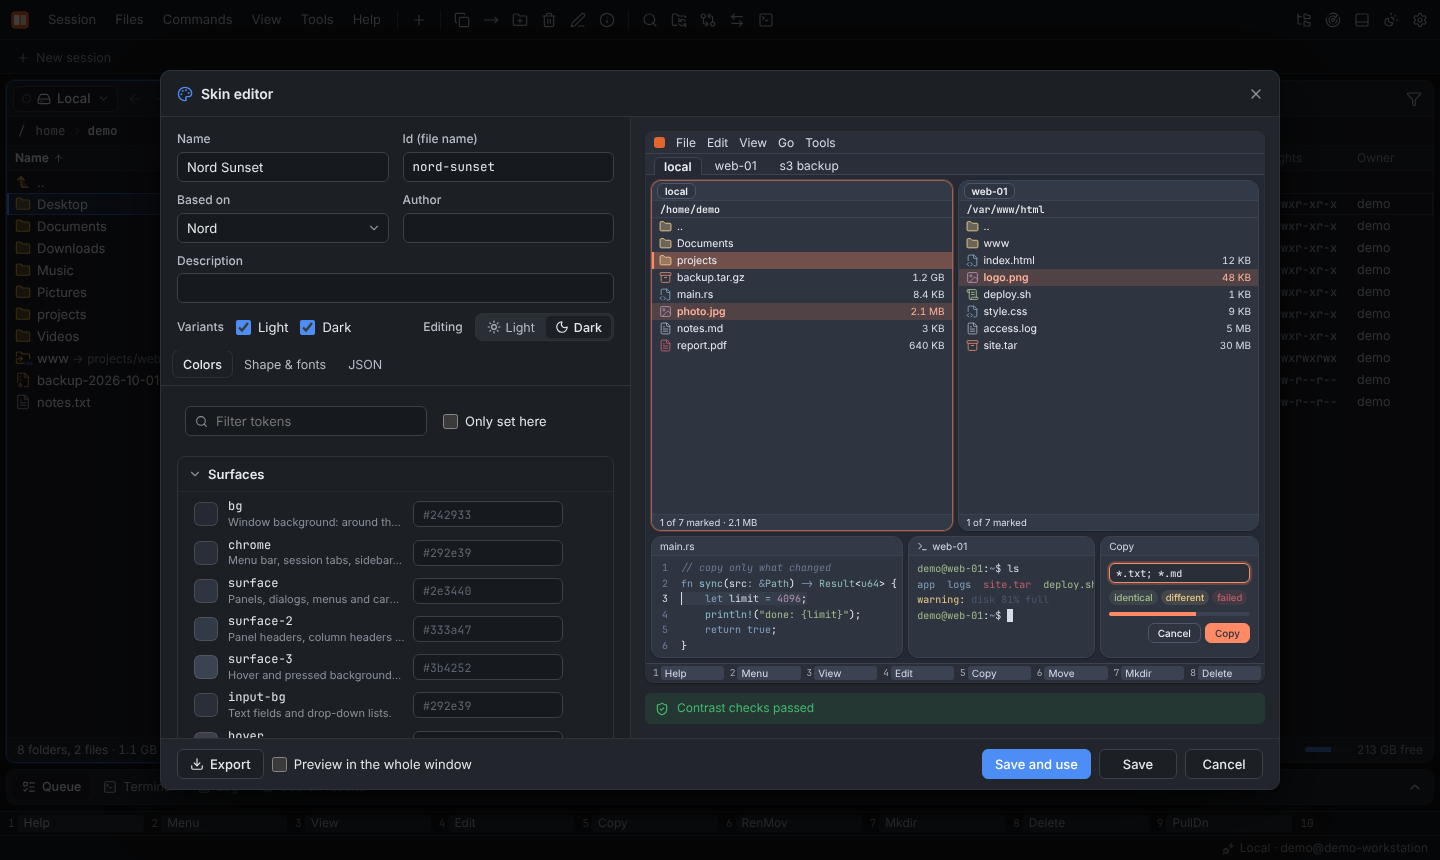 Session Files Commands View Tools Help
New session
Local
/ home demo
Name ↑
..
Desktop
Documents
Downloads
Music
Pictures
projects
Videos
www → projects/web
backup-2026-10-01
notes.txt
8 folders, 2 files · 1.1 GB
Skin editor
Name
Nord Sunset
Id (file name)
nord-sunset
Based on
Nord
Author
Description
Variants Light Dark Editing Light Dark
Colors Shape & fonts JSON
Filter tokens Only set here
Surfaces
bg
Window background: around th...
#242933
chrome
Menu bar, session tabs, sidebar...
#292e39
surface
Panels, dialogs, menus and car...
#2e3440
surface-2
Panel headers, column headers ...
#333a47
surface-3
Hover and pressed background...
#3b4252
input-bg
Text fields and drop-down lists.
#292e39
hover
File Edit View Go Tools
local web-01 s3 backup
local
/home/demo
..
Documents
projects
backup.tar.gz 1.2 GB
main.rs 8.4 KB
photo.jpg 2.1 MB
notes.md 3 KB
report.pdf 640 KB
1 of 7 marked · 2.1 MB
web-01
/var/www/html
..
www
index.html 12 KB
logo.png 48 KB
deploy.sh 1 KB
style.css 9 KB
access.log 5 MB
site.tar 30 MB
1 of 7 marked
main.rs
1 // copy only what changed
2 fn sync(src: &Path) -> Result<u64> {
3 let limit = 4096;
4 println!("done: {limit}");
5 return true;
6 }
web-01
demo@web-01:~$ ls
app logs site.tar deploy.sh
warning: disk 81% full
demo@web-01:~$
Copy
*.txt; *.md
identical different failed
Cancel Copy
1 Help 2 Menu 3 View 4 Edit 5 Copy 6 Move 7 Mkdir 8 Delete
Contrast checks passed
Export Preview in the whole window Save and use Save Cancel
Owner
demo
demo
demo
demo
demo
demo
demo
demo
demo
demo
213 GB free
Queue
1 Help 2 Menu 3 View 4 Edit 5 Copy 6 RenMov 7 Mkdir 8 Delete 9 PullDn 10
Local · demo@demo-workstation